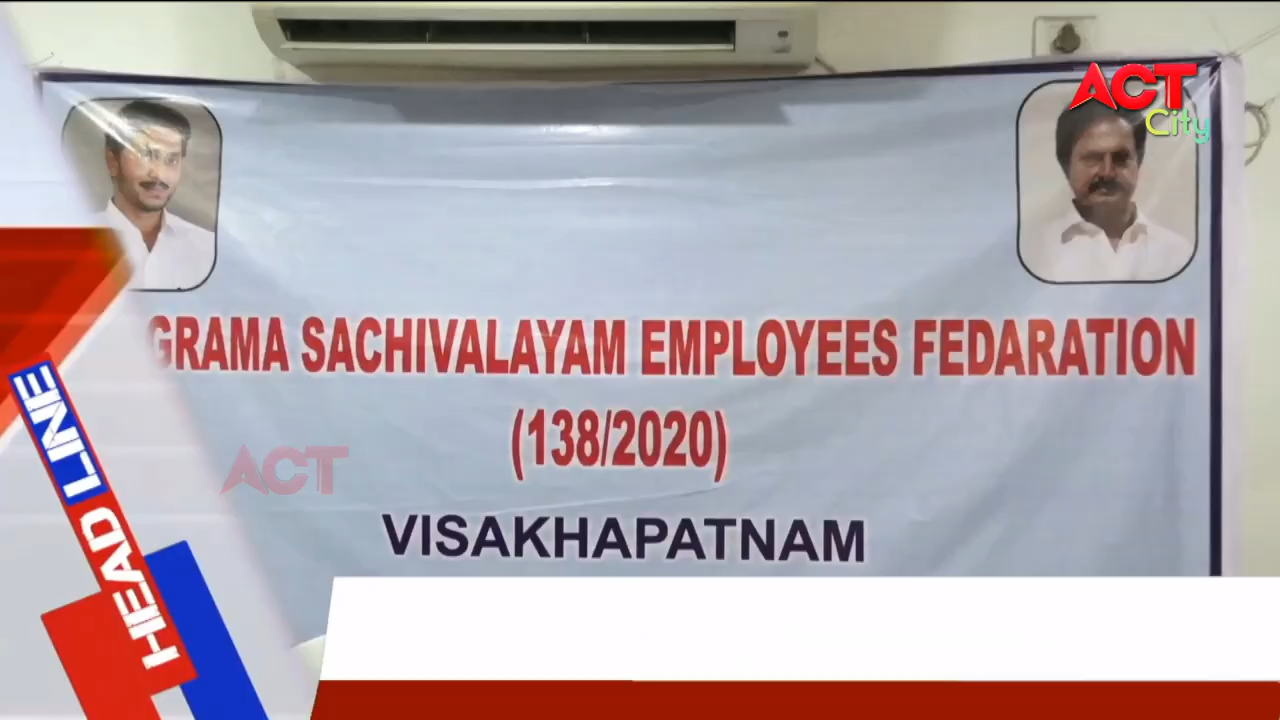 ACT
City
GRAMA SACHIVALAYAM EMPLOYEES FEDARATION
(138/2020)
ACT
VISAKHAPATNAM
HEAD LINE